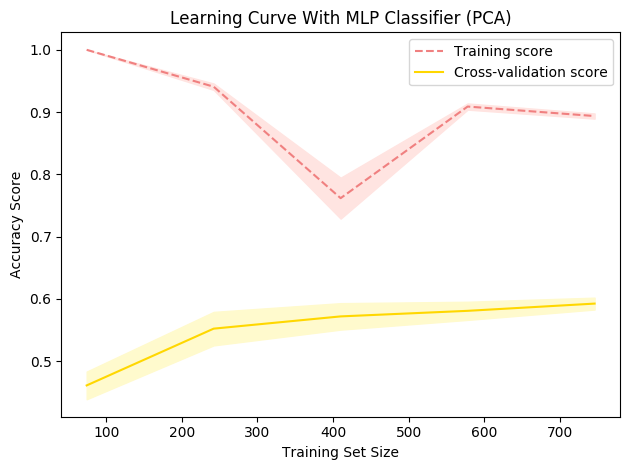 Learning Curve With MLP Classifier (PCA)
Training score
Cross-validation score
Accuracy Score
1.0
0.9
0.8
0.7
0.6
0.5
100 200 300 400 500 600 700
Training Set Size